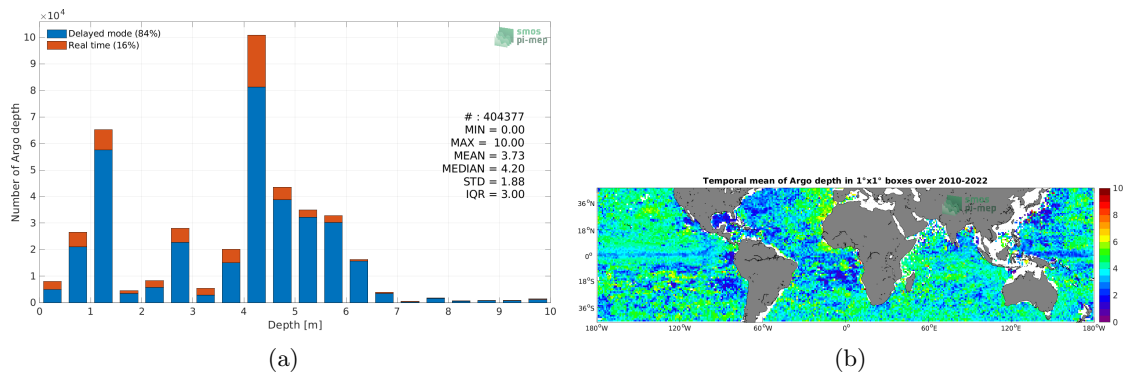 ×10⁴
Delayed mode (84%)
Real time (16%)
smos
pi-mep
10
9
8
7
6
5
4
3
2
1
0
Number of Argo depth
# : 404377
MIN = 0.00
MAX = 10.00
MEAN = 3.73
MEDIAN = 4.20
STD = 1.88
IQR = 3.00
0 1 2 3 4 5 6 7 8 9 10
Depth [m]
(a)
Temporal mean of Argo depth in 1°x1° boxes over 2010-2022
smos
pi-mep
36°N
18°N
0°
18°S
36°S
180°W 120°W 60°W 0° 60°E 120°E 180°W
10
8
6
4
2
0
(b)